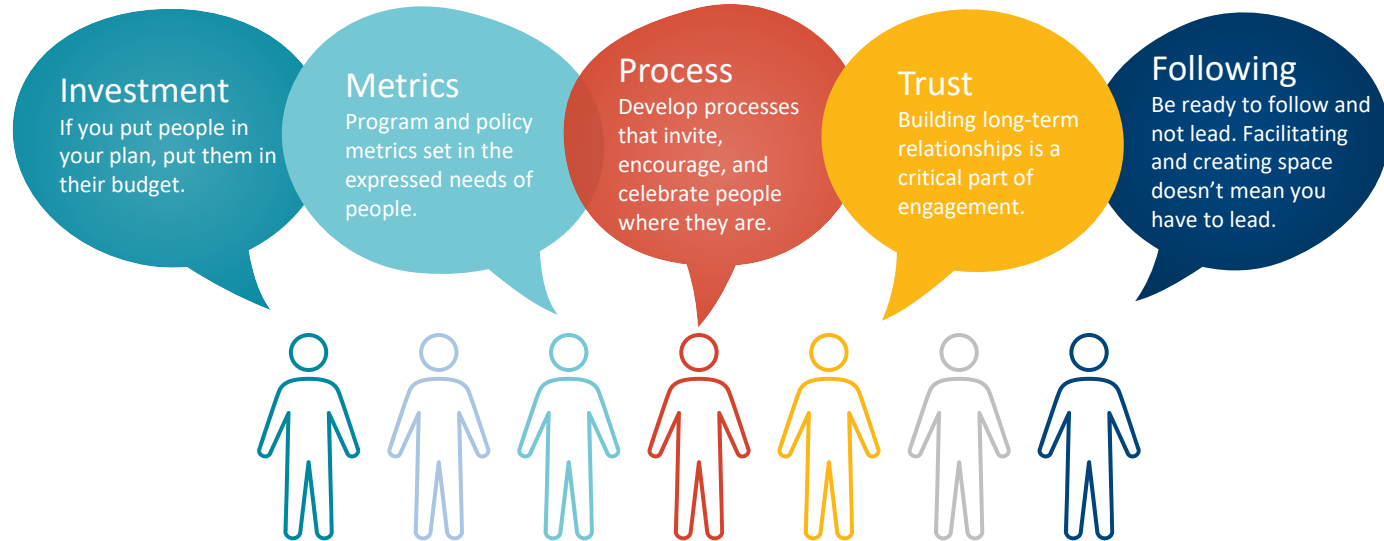 Investment
If you put people in
your plan, put them in
their budget.
Metrics
Program and policy
metrics set in the
expressed needs of
people.
Process
Develop processes
that invite,
encourage, and
celebrate people
where they are.
Trust
Building long-term
relationships is a
critical part of
engagement.
Following
Be ready to follow and
not lead. Facilitating
and creating space
doesn’t mean you
have to lead.